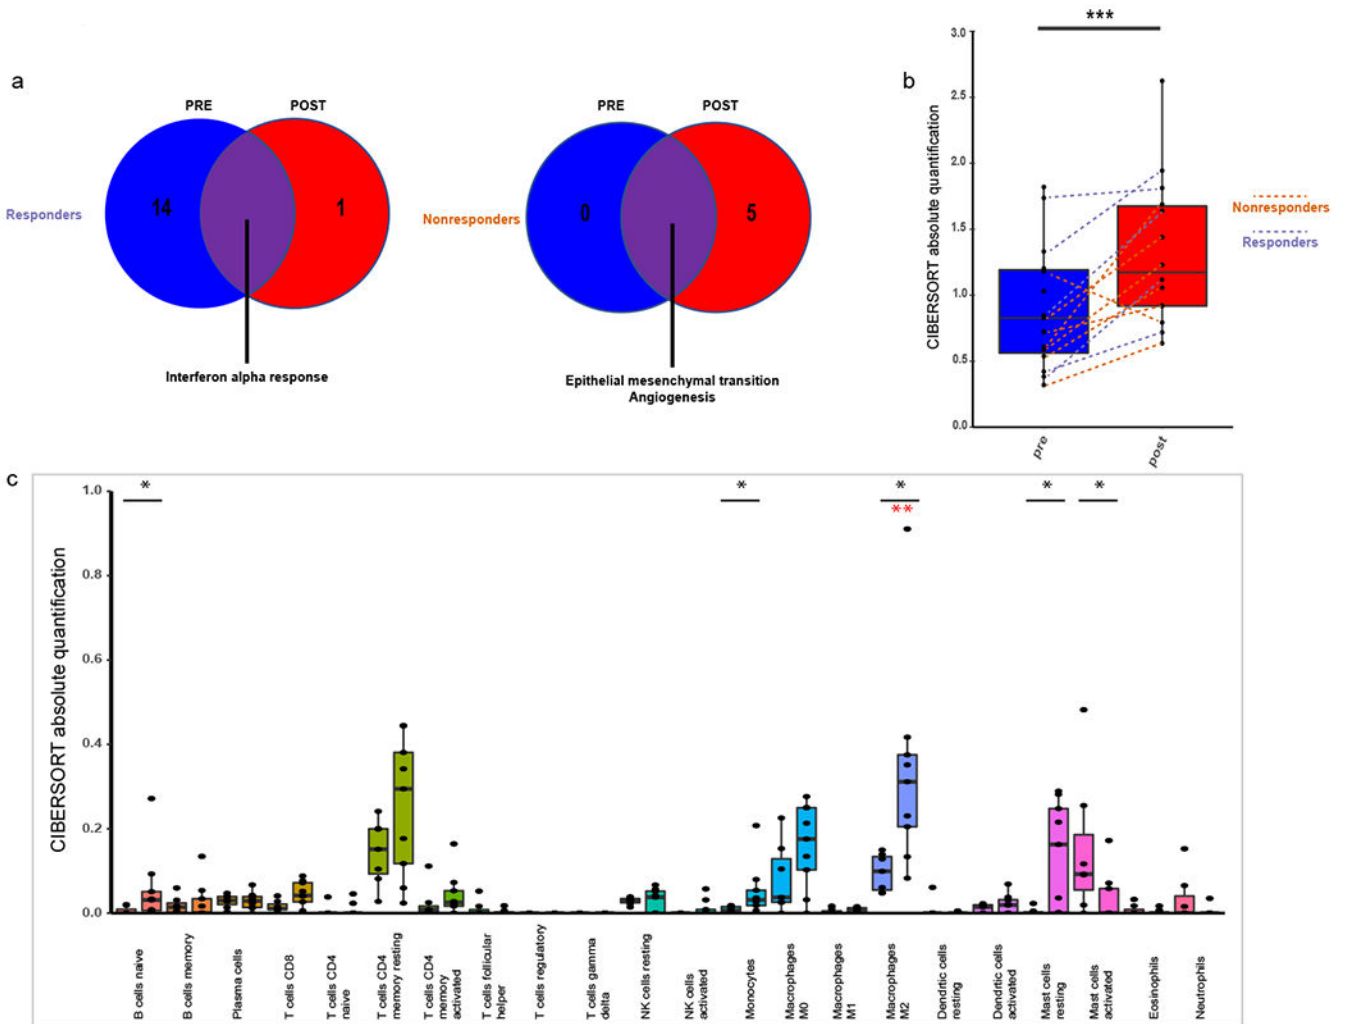 a
PRE
POST
14
1
Responders
Interferon alpha response
PRE
POST
0
5
Nonresponders
Epithelial mesenchymal transition
Angiogenesis
b
***
CIBERSORT absolute quantification
3.0
2.5
2.0
1.5
1.0
0.5
0.0
pre
post
Nonresponders
Responders
c
CIBERSORT absolute quantification
1.0
0.8
0.6
0.4
0.2
0.0
*
*
*
**
*
*
B cells naive
B cells memory
Plasma cells
T cells CD8
T cells CD4
naive
T cells CD4
memory resting
T cells CD4
memory
activated
T cells follicular
helper
T cells regulatory
T cells gamma
delta
NK cells resting
NK cells
activated
Monocytes
Macrophages
M0
Macrophages
M1
Macrophages
M2
Dendritic cells
resting
Dendritic cells
activated
Mast cells
resting
Mast cells
activated
Eosinophils
Neutrophils